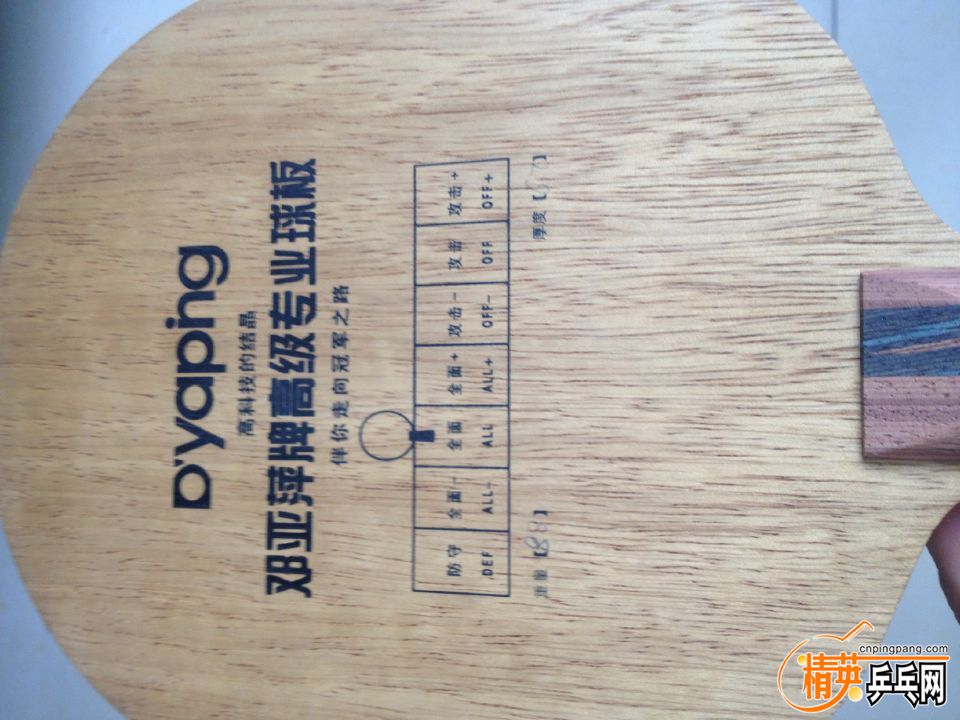 D'yaping
高科技的结晶
邓亚萍牌高级专业球板
伴你走向冠军之路
防守 全面- 全面 全面+ 攻击- 攻击 攻击+
DEF ALL- ALL ALL+ OFF- OFF OFF+
重量【88】 厚度【 】
cnpingpang.com
精英乒乓网